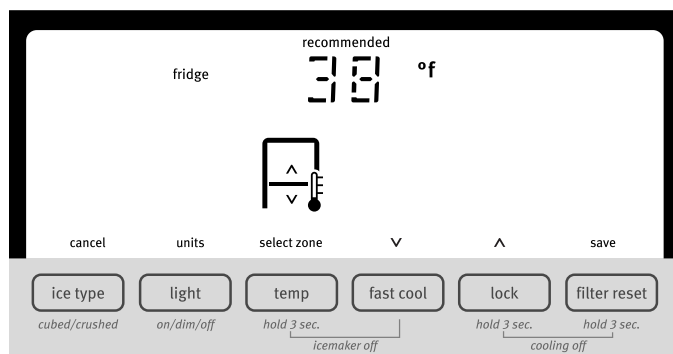 recommended
fridge 38 °f
cancel units select zone ∨ ∧ save
ice type light temp fast cool lock filter reset
cubed/crushed on/dim/off hold 3 sec. hold 3 sec. hold 3 sec.
icemaker off cooling off